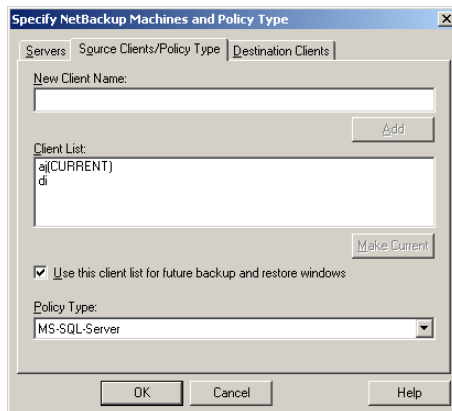 Specify NetBackup Machines and Policy Type
Servers Source Clients/Policy Type Destination Clients
New Client Name:
Add
Client List:
aj(CURRENT)
di
Make Current
Use this client list for future backup and restore windows
Policy Type:
MS-SQL-Server
OK Cancel Help